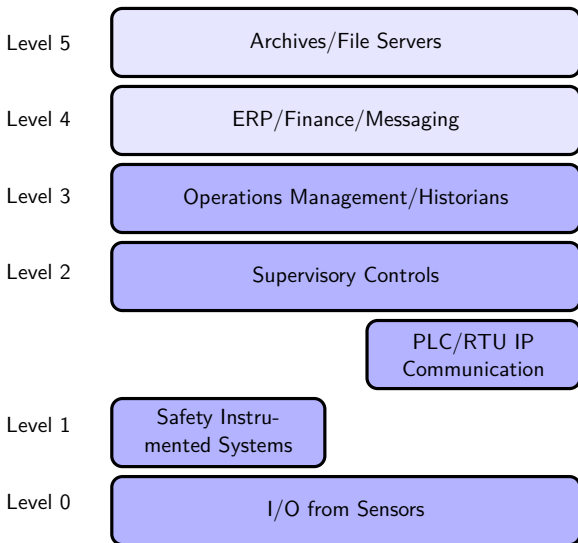 Level 5
Archives/File Servers
Level 4
ERP/Finance/Messaging
Level 3
Operations Management/Historians
Level 2
Supervisory Controls
PLC/RTU IP
Communication
Level 1
Safety Instru-
mented Systems
Level 0
I/O from Sensors